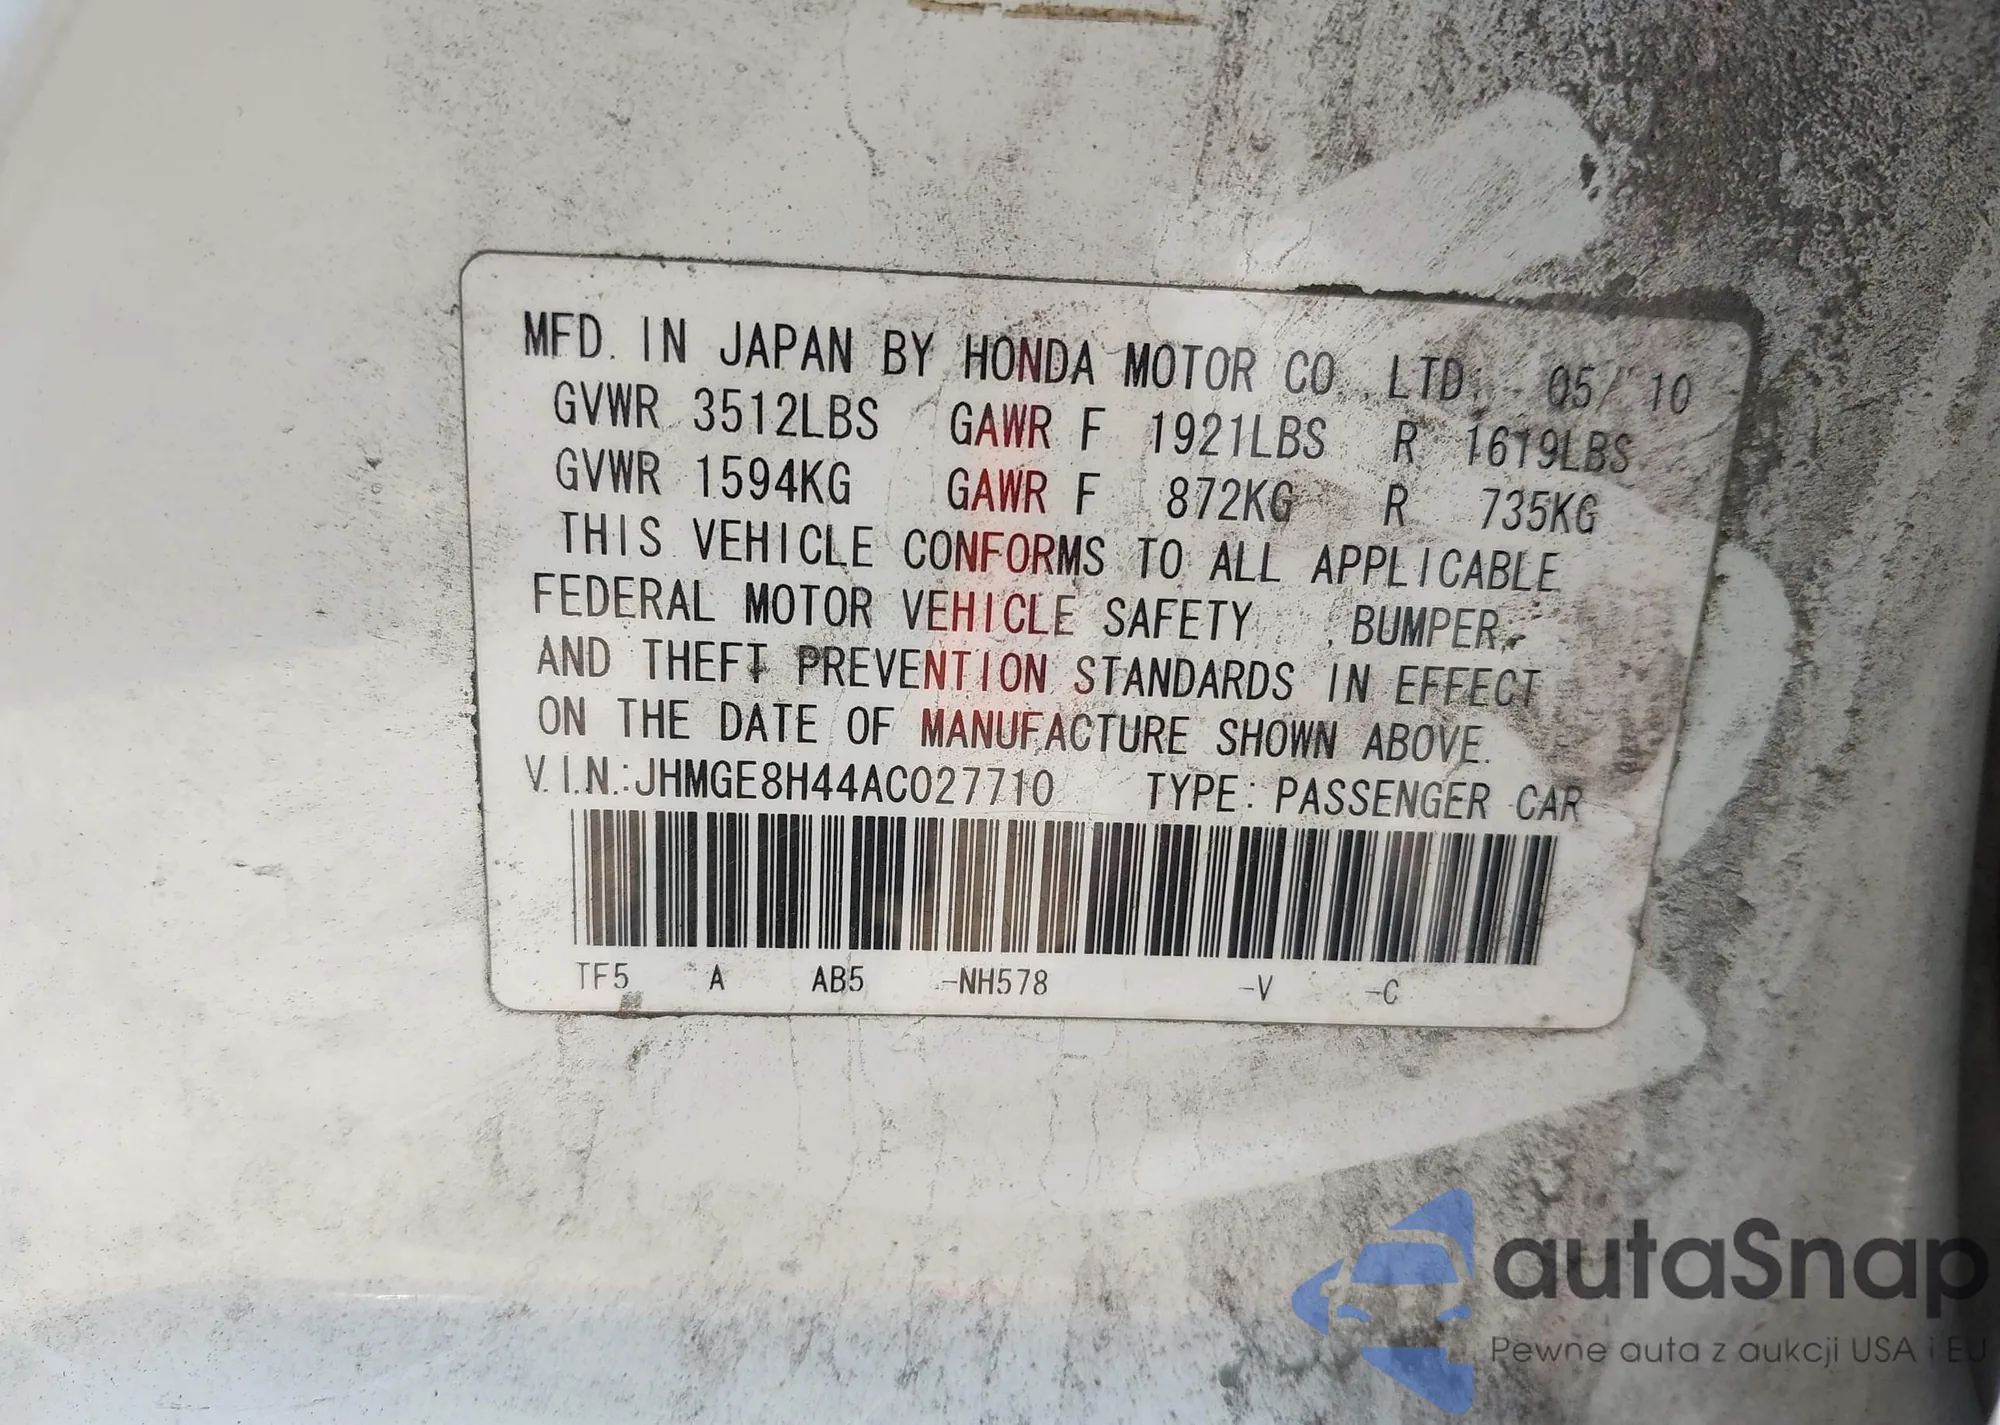 MFD. IN JAPAN BY HONDA MOTOR CO.,LTD. 05/ 10
GVWR 3512LBS GAWR F 1921LBS R 1619LBS
GVWR 1594KG GAWR F 872KG R 735KG
THIS VEHICLE CONFORMS TO ALL APPLICABLE
FEDERAL MOTOR VEHICLE SAFETY , BUMPER,
AND THEFT PREVENTION STANDARDS IN EFFECT
ON THE DATE OF MANUFACTURE SHOWN ABOVE.
V.I.N.:JHMGE8H44AC027710 TYPE: PASSENGER CAR
TF5 A AB5 -NH578 -V -C
autaSnap
Pewne auta z aukcji USA i EU